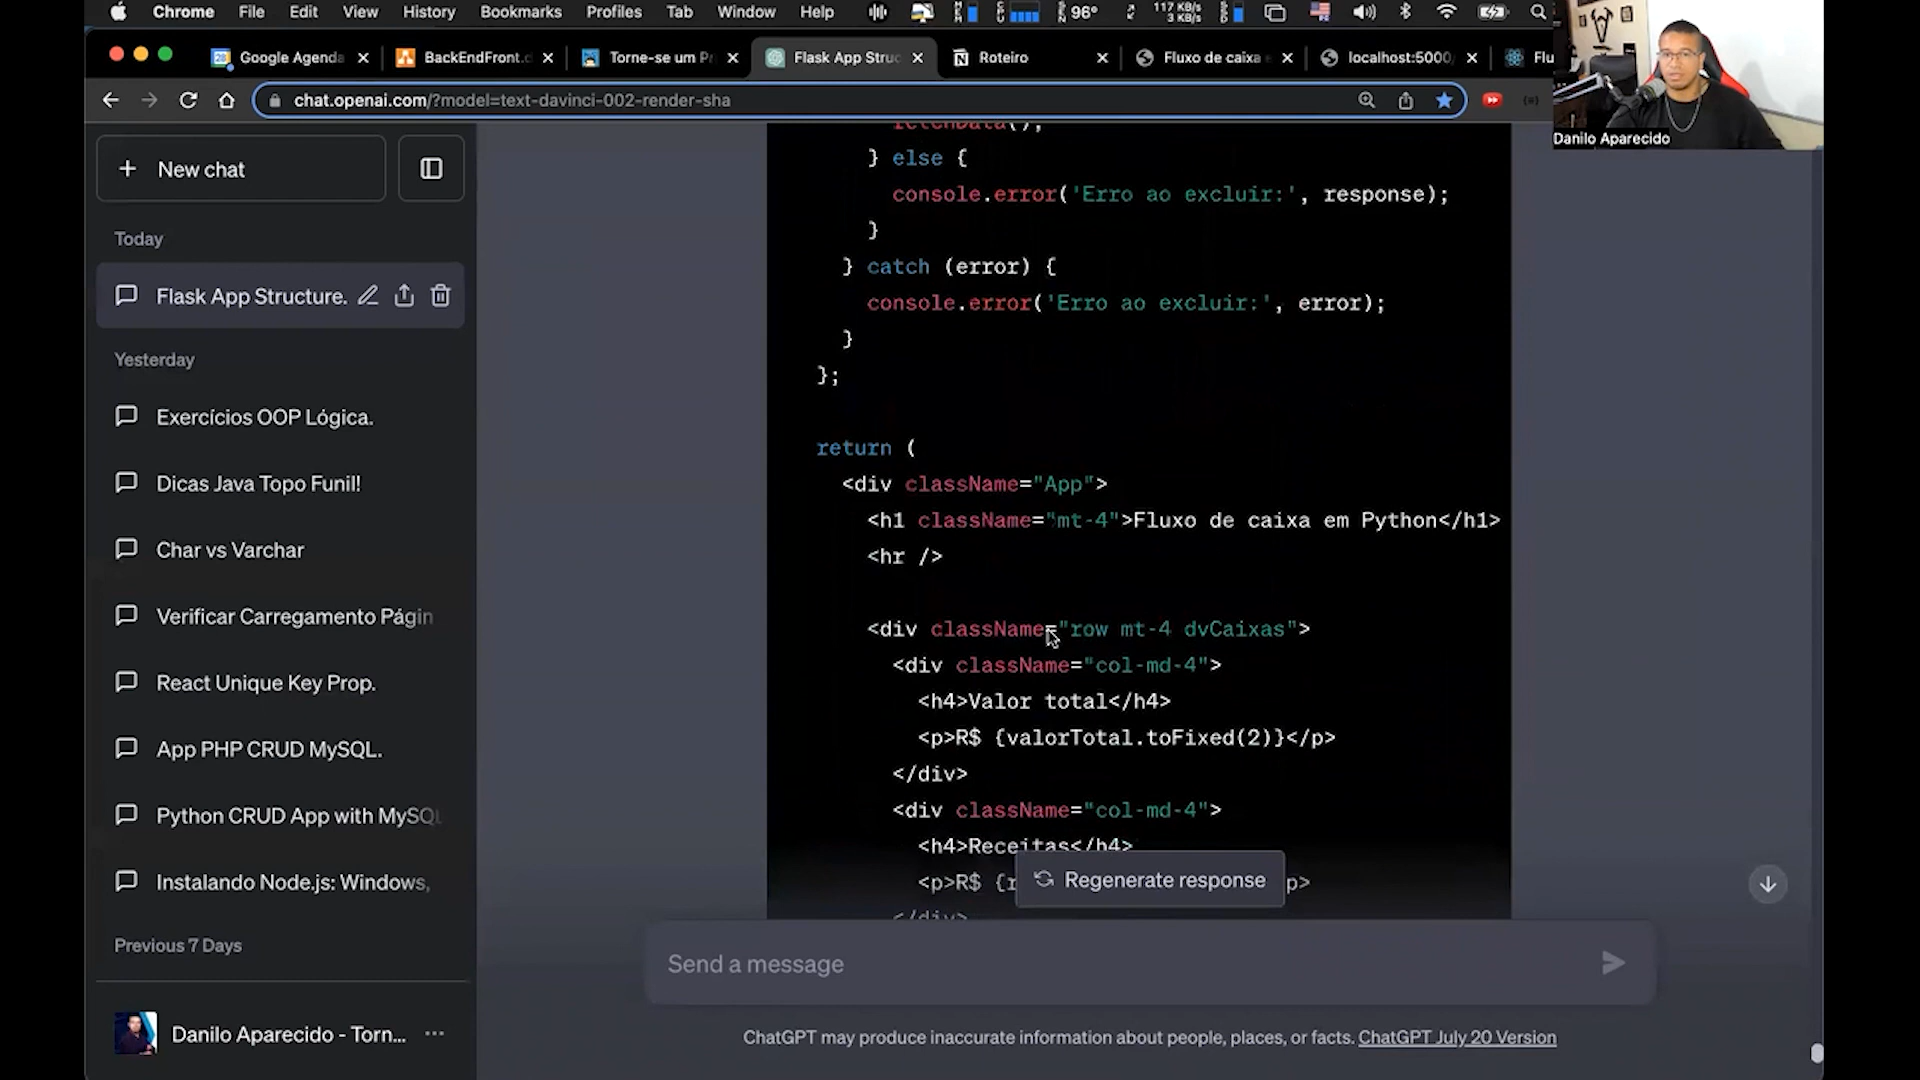 Chrome File Edit View History Bookmarks Profiles Tab Window Help 96° 117 KB/s 3 KB/s
Google Agenda BackEndFront.d Torne-se um Pr Flask App Struc Roteiro Fluxo de caixa localhost:5000/ Flu
chat.openai.com/?model=text-davinci-002-render-sha
Danilo Aparecido
New chat
Today
Flask App Structure.
Yesterday
Exercícios OOP Lógica.
Dicas Java Topo Funil!
Char vs Varchar
Verificar Carregamento Págin
React Unique Key Prop.
App PHP CRUD MySQL.
Python CRUD App with MySQL
Instalando Node.js: Windows,
Previous 7 Days
Danilo Aparecido - Torn...
fetchData();
} else {
console.error('Erro ao excluir:', response);
}
} catch (error) {
console.error('Erro ao excluir:', error);
}
};
return (
<div className="App">
<h1 className="mt-4">Fluxo de caixa em Python</h1>
<hr />
<div className="row mt-4 dvCaixas">
<div className="col-md-4">
<h4>Valor total</h4>
<p>R$ {valorTotal.toFixed(2)}</p>
</div>
<div className="col-md-4">
<h4>Receitas</h4>
<p>R$ {r p>
</div>
Regenerate response
Send a message
ChatGPT may produce inaccurate information about people, places, or facts. ChatGPT July 20 Version